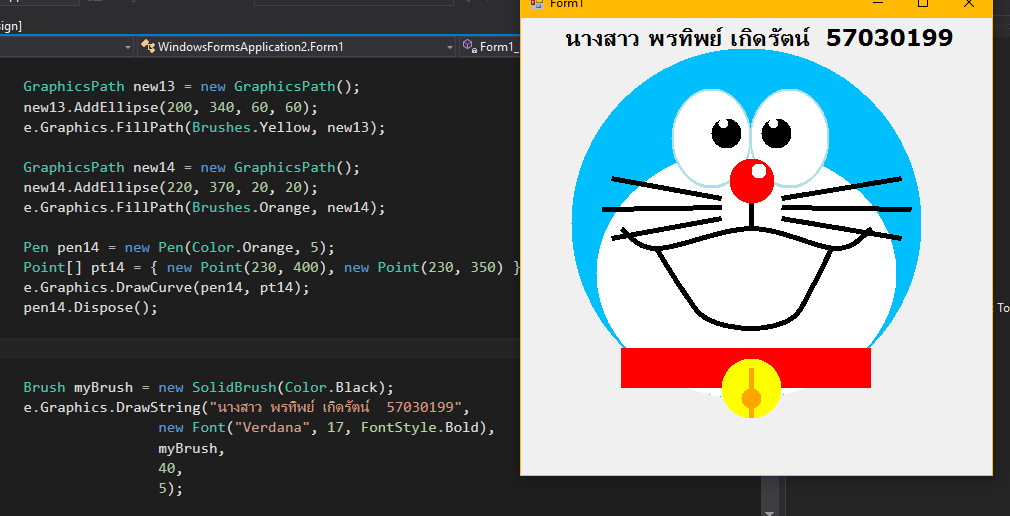 sign]
WindowsFormsApplication2.Form1
Form1_
GraphicsPath new13 = new GraphicsPath();
new13.AddEllipse(200, 340, 60, 60);
e.Graphics.FillPath(Brushes.Yellow, new13);
GraphicsPath new14 = new GraphicsPath();
new14.AddEllipse(220, 370, 20, 20);
e.Graphics.FillPath(Brushes.Orange, new14);
Pen pen14 = new Pen(Color.Orange, 5);
Point[] pt14 = { new Point(230, 400), new Point(230, 350) }
e.Graphics.DrawCurve(pen14, pt14);
pen14.Dispose();
Brush myBrush = new SolidBrush(Color.Black);
e.Graphics.DrawString("นางสาว พรทิพย์ เกิดรัตน์  57030199",
new Font("Verdana", 17, FontStyle.Bold),
myBrush,
40,
5);
Form1
นางสาว พรทิพย์ เกิดรัตน์  57030199
To